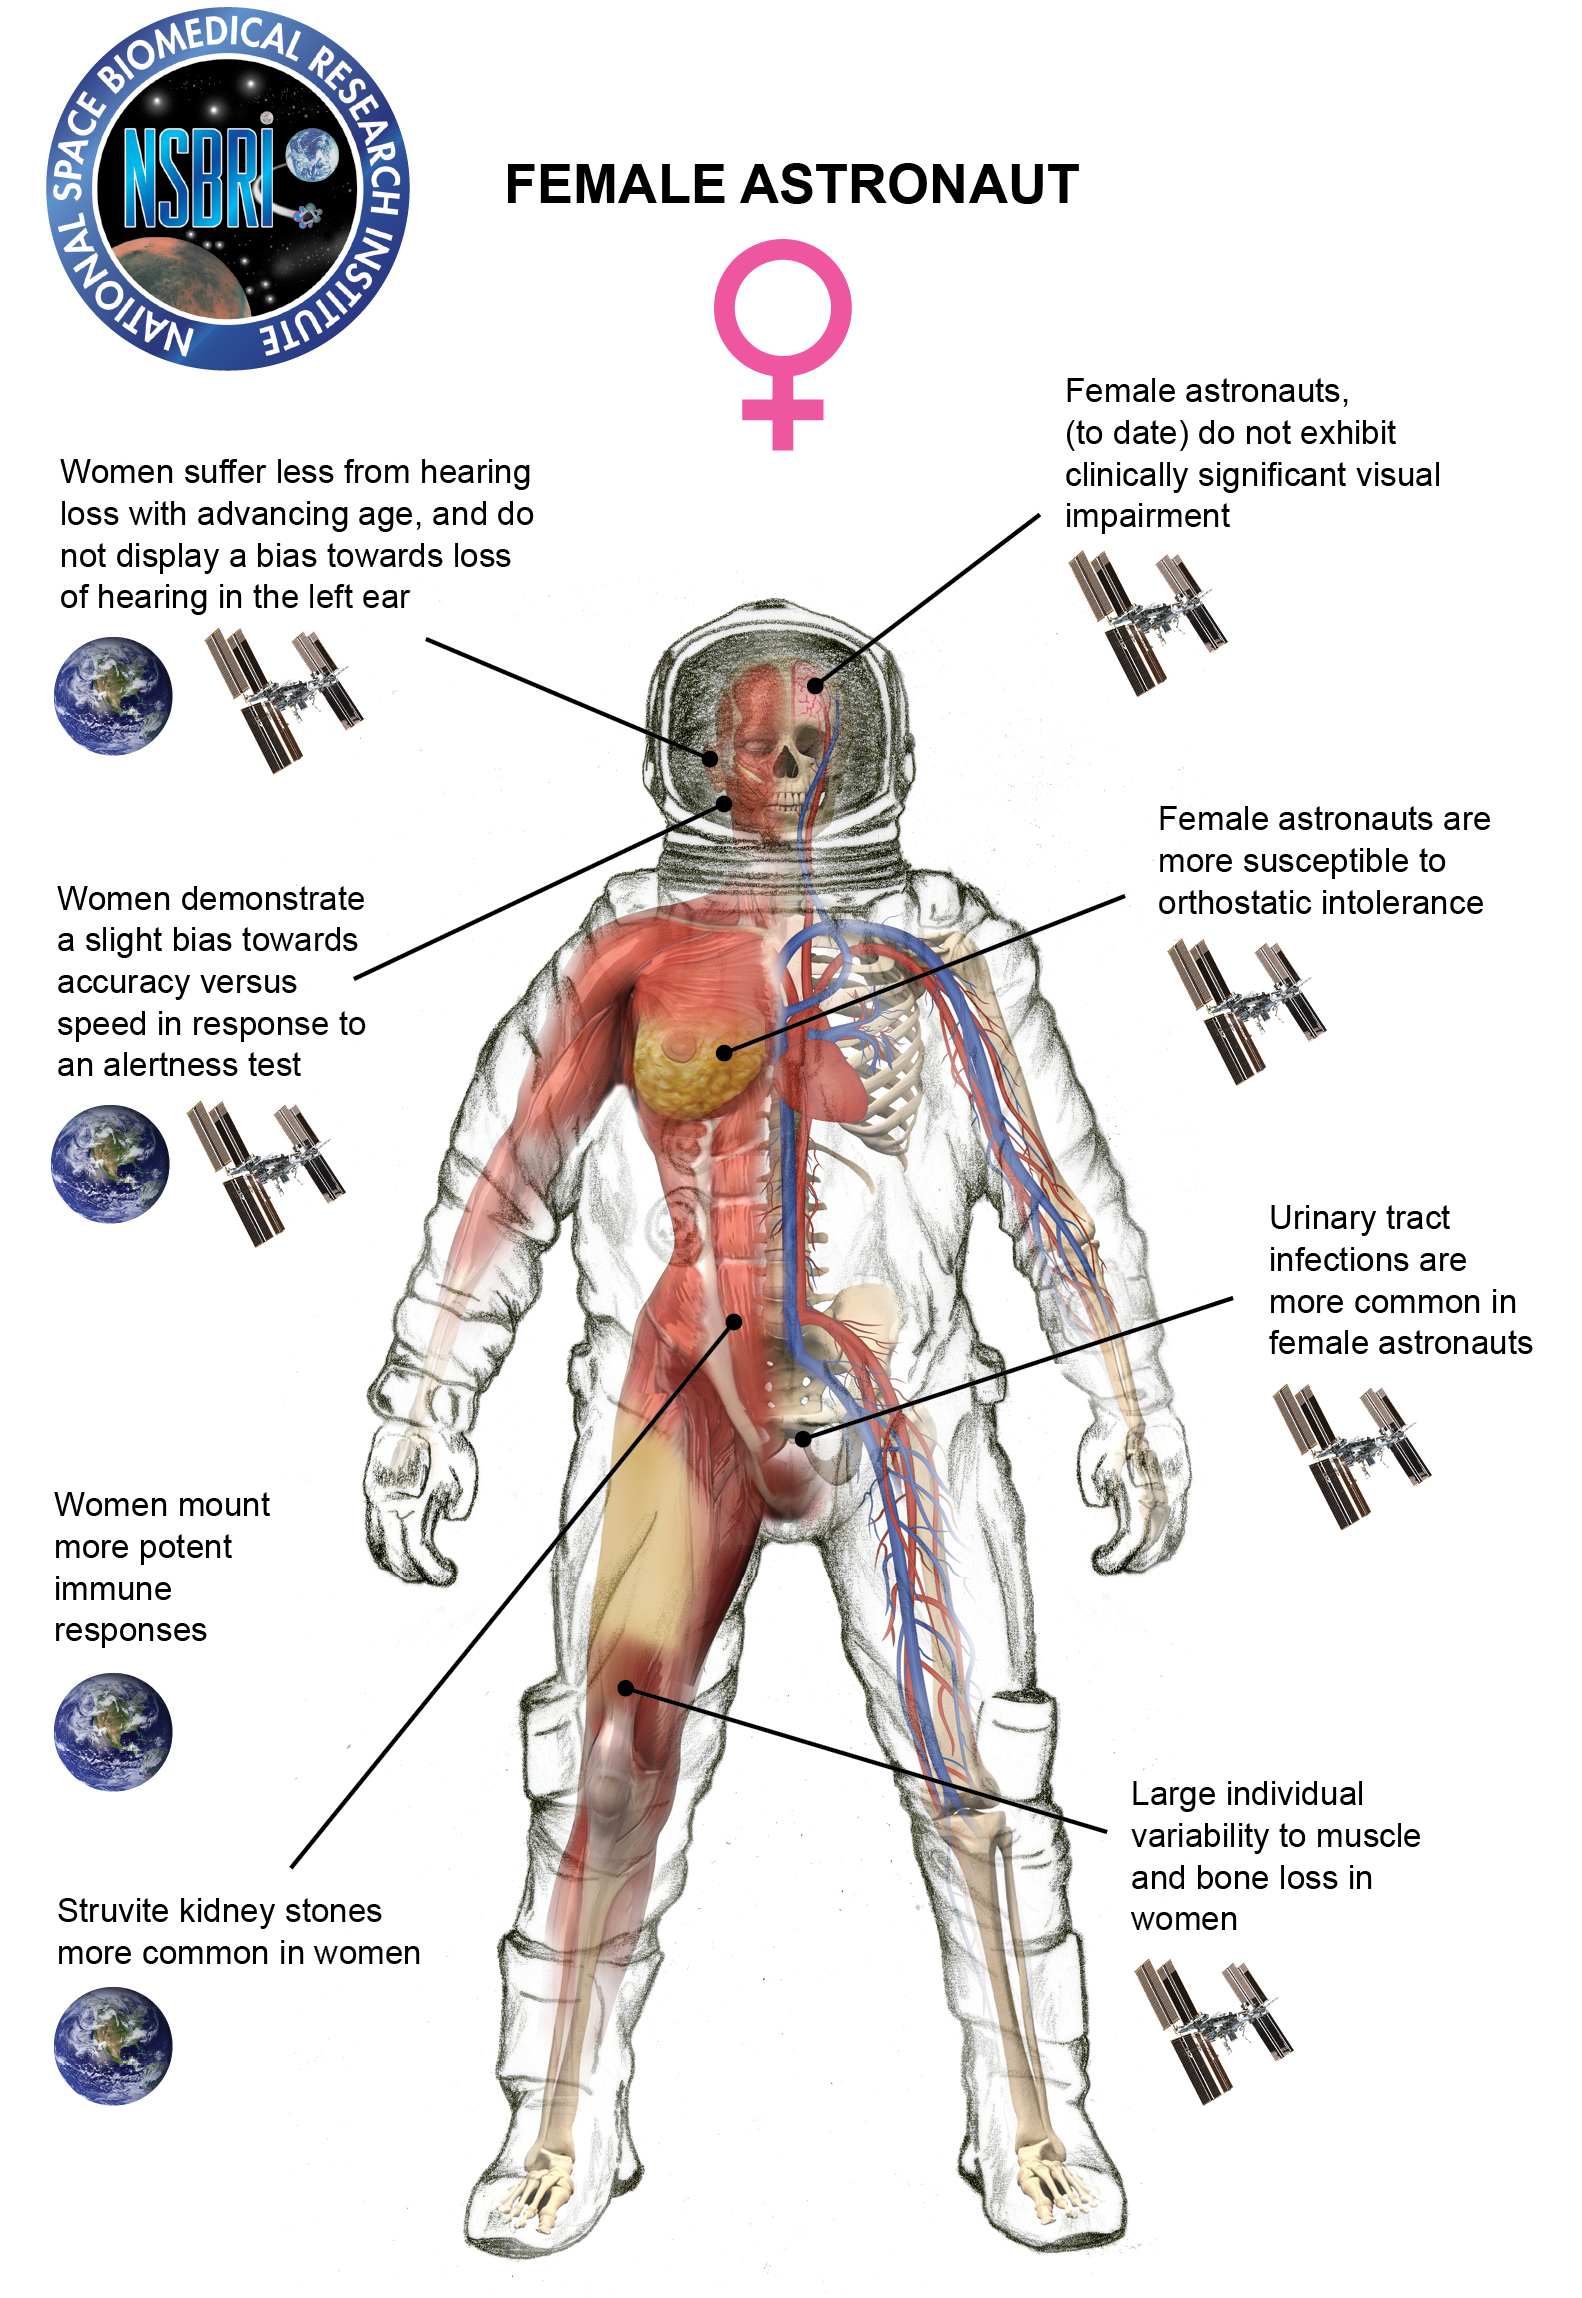 NATIONAL SPACE BIOMEDICAL RESEARCH INSTITUTE
NSBRI
FEMALE ASTRONAUT
Female astronauts,
(to date) do not exhibit
clinically significant visual
impairment
Women suffer less from hearing
loss with advancing age, and do
not display a bias towards loss
of hearing in the left ear
Female astronauts are
more susceptible to
orthostatic intolerance
Women demonstrate
a slight bias towards
accuracy versus
speed in response to
an alertness test
Urinary tract
infections are
more common in
female astronauts
Women mount
more potent
immune
responses
Large individual
variability to muscle
and bone loss in
women
Struvite kidney stones
more common in women